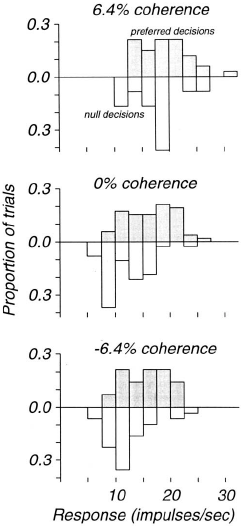 6.4% coherence
0.3
preferred decisions
0.0
null decisions
0.3
0% coherence
0.3
0.0
0.3
-6.4% coherence
0.3
0.0
0.3
10 20 30
Response (impulses/sec)
Proportion of trials